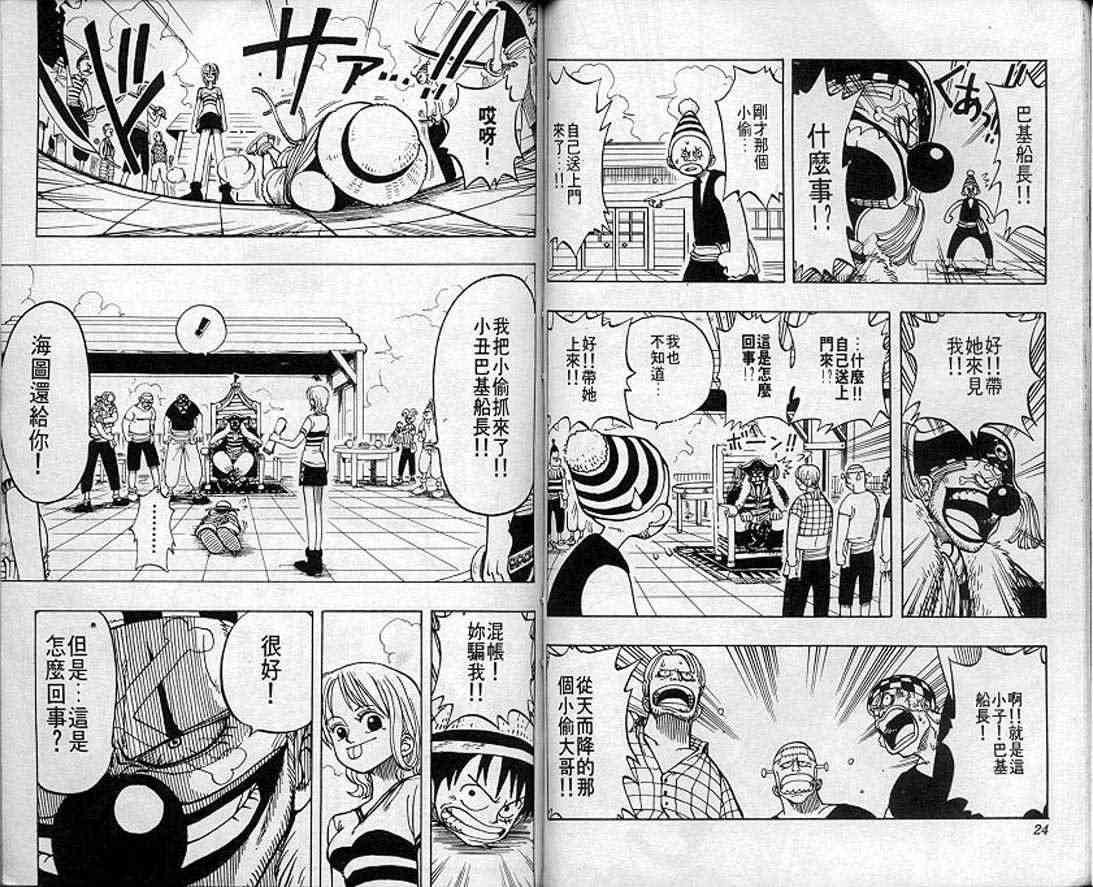 巴基船長!!
くあっ!!
什麼事!?
剛才那個
小偷…
自己送上門
來了…!!
好!!帶
她來見
我!!
…什麼!!
自己送上
門來!?
這是怎麼
回事!?
我也
不知道…
好!!帶她
上來!!
ボーン!!
啊!!就是這
小子!巴基
船長!
從天而降的那
個小偷大哥!!
24
ザァ…!!
哎呀!
我把小偷抓來了!!
小丑巴基船長!!
!
………
海圖還給你!
混帳!
妳騙我!!
很好!
但是…這是
怎麼回事?